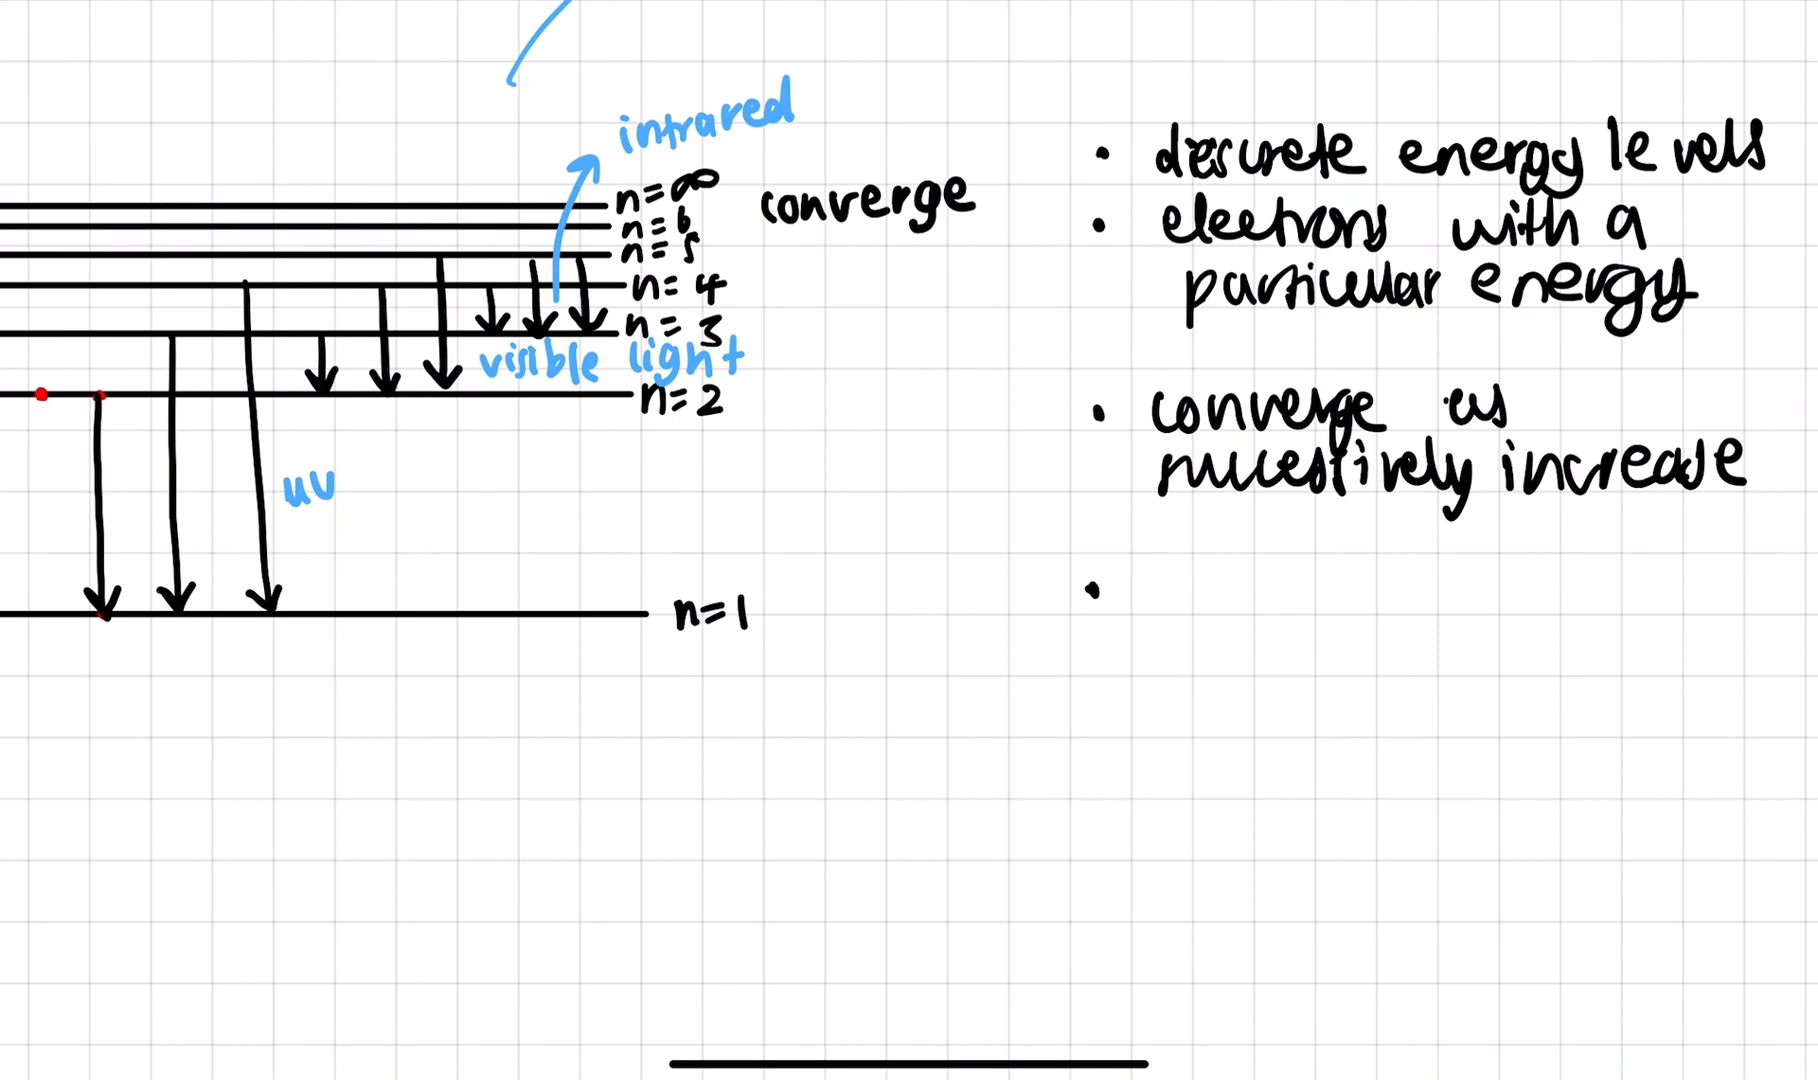 infrared
n=∞ converge
n=6
n=5
n=4
n=3
visible light
n=2
uv
n=1
• discrete energy levels
• electrons with a
particular energy
• converge as
successively increase
•